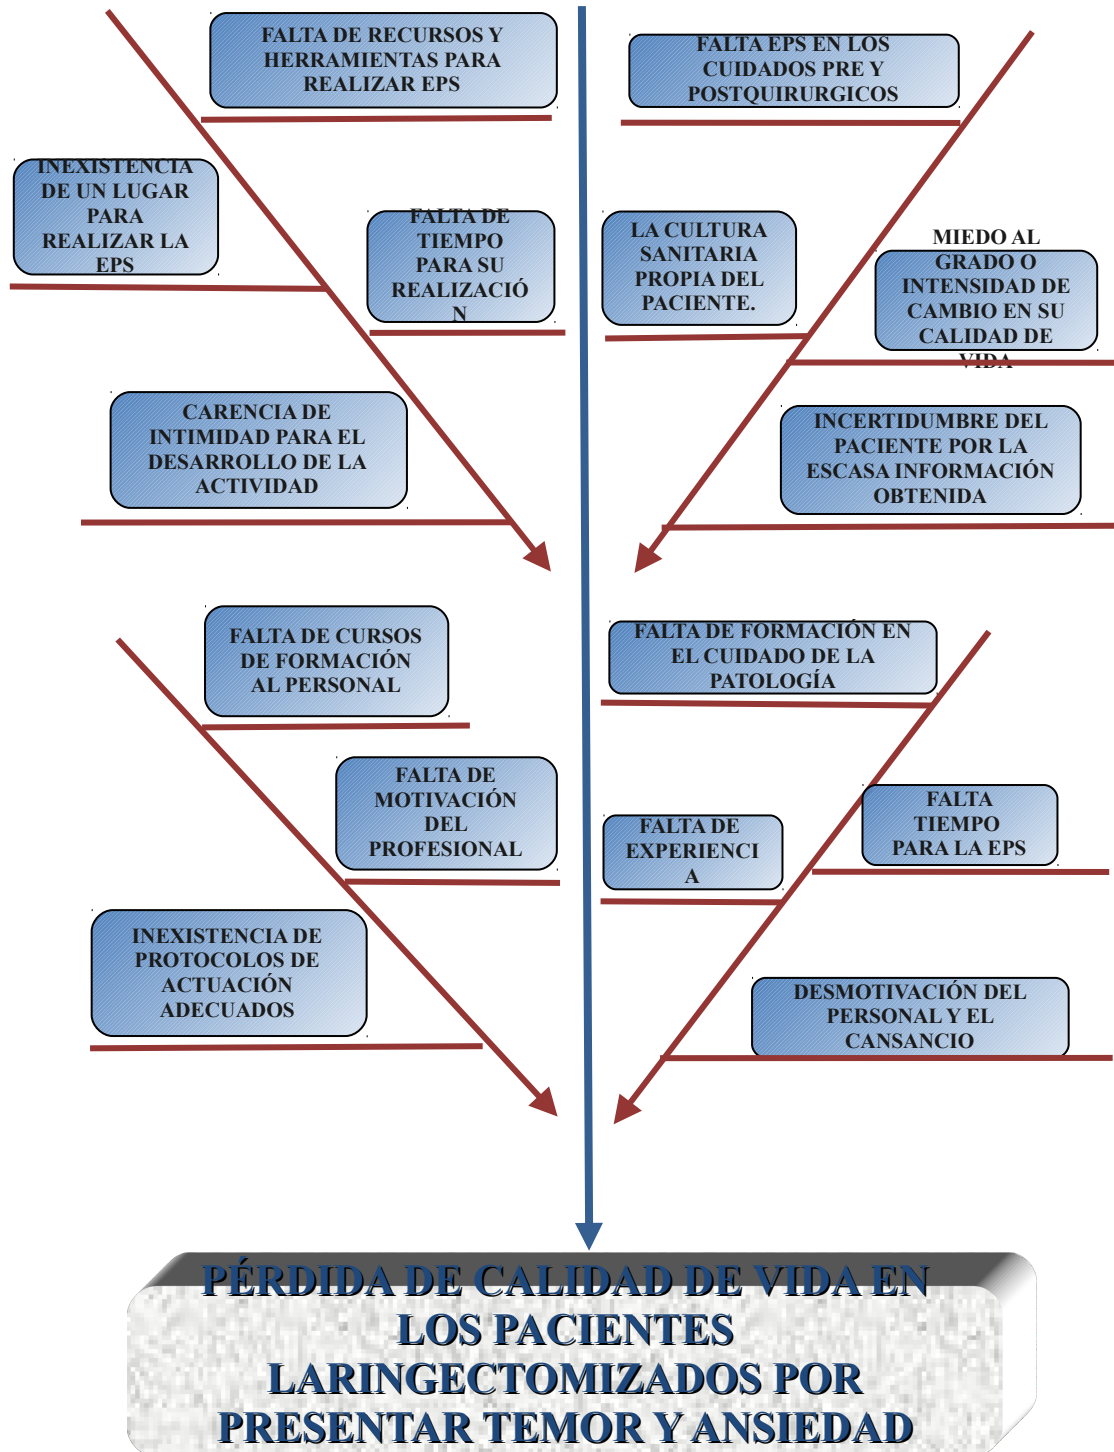 FALTA DE RECURSOS Y
HERRAMIENTAS PARA
REALIZAR EPS
FALTA EPS EN LOS
CUIDADOS PRE Y
POSTQUIRURGICOS
INEXISTENCIA
DE UN LUGAR
PARA
REALIZAR LA
EPS
FALTA DE
TIEMPO
PARA SU
REALIZACIÓ
N
LA CULTURA
SANITARIA
PROPIA DEL
PACIENTE.
MIEDO AL
GRADO O
INTENSIDAD DE
CAMBIO EN SU
CALIDAD DE
VIDA
CARENCIA DE
INTIMIDAD PARA EL
DESARROLLO DE LA
ACTIVIDAD
INCERTIDUMBRE DEL
PACIENTE POR LA
ESCASA INFORMACIÓN
OBTENIDA
FALTA DE CURSOS
DE FORMACIÓN
AL PERSONAL
FALTA DE FORMACIÓN EN
EL CUIDADO DE LA
PATOLOGÍA
FALTA DE
MOTIVACIÓN
DEL
PROFESIONAL
FALTA DE
EXPERIENCI
A
FALTA
TIEMPO
PARA LA EPS
INEXISTENCIA DE
PROTOCOLOS DE
ACTUACIÓN
ADECUADOS
DESMOTIVACIÓN DEL
PERSONAL Y EL
CANSANCIO
PÉRDIDA DE CALIDAD DE VIDA EN
LOS PACIENTES
LARINGECTOMIZADOS POR
PRESENTAR TEMOR Y ANSIEDAD